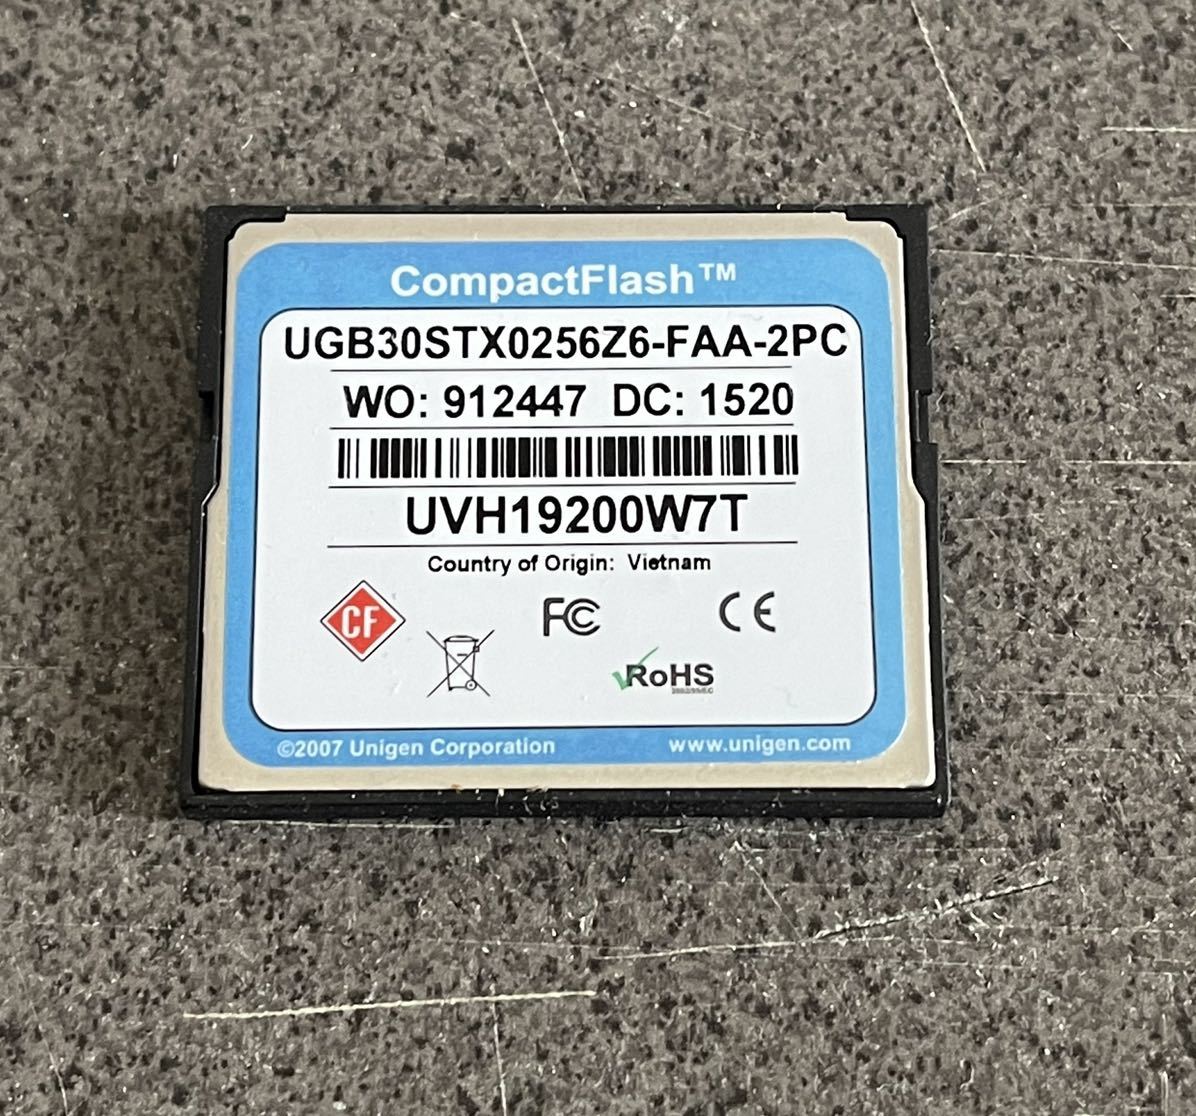 CompactFlash™
UGB30STX0256Z6-FAA-2PC
WO: 912447 DC: 1520
UVH19200W7T
Country of Origin: Vietnam
CF
FC
CE
RoHS
©2007 Unigen Corporation
www.unigen.com